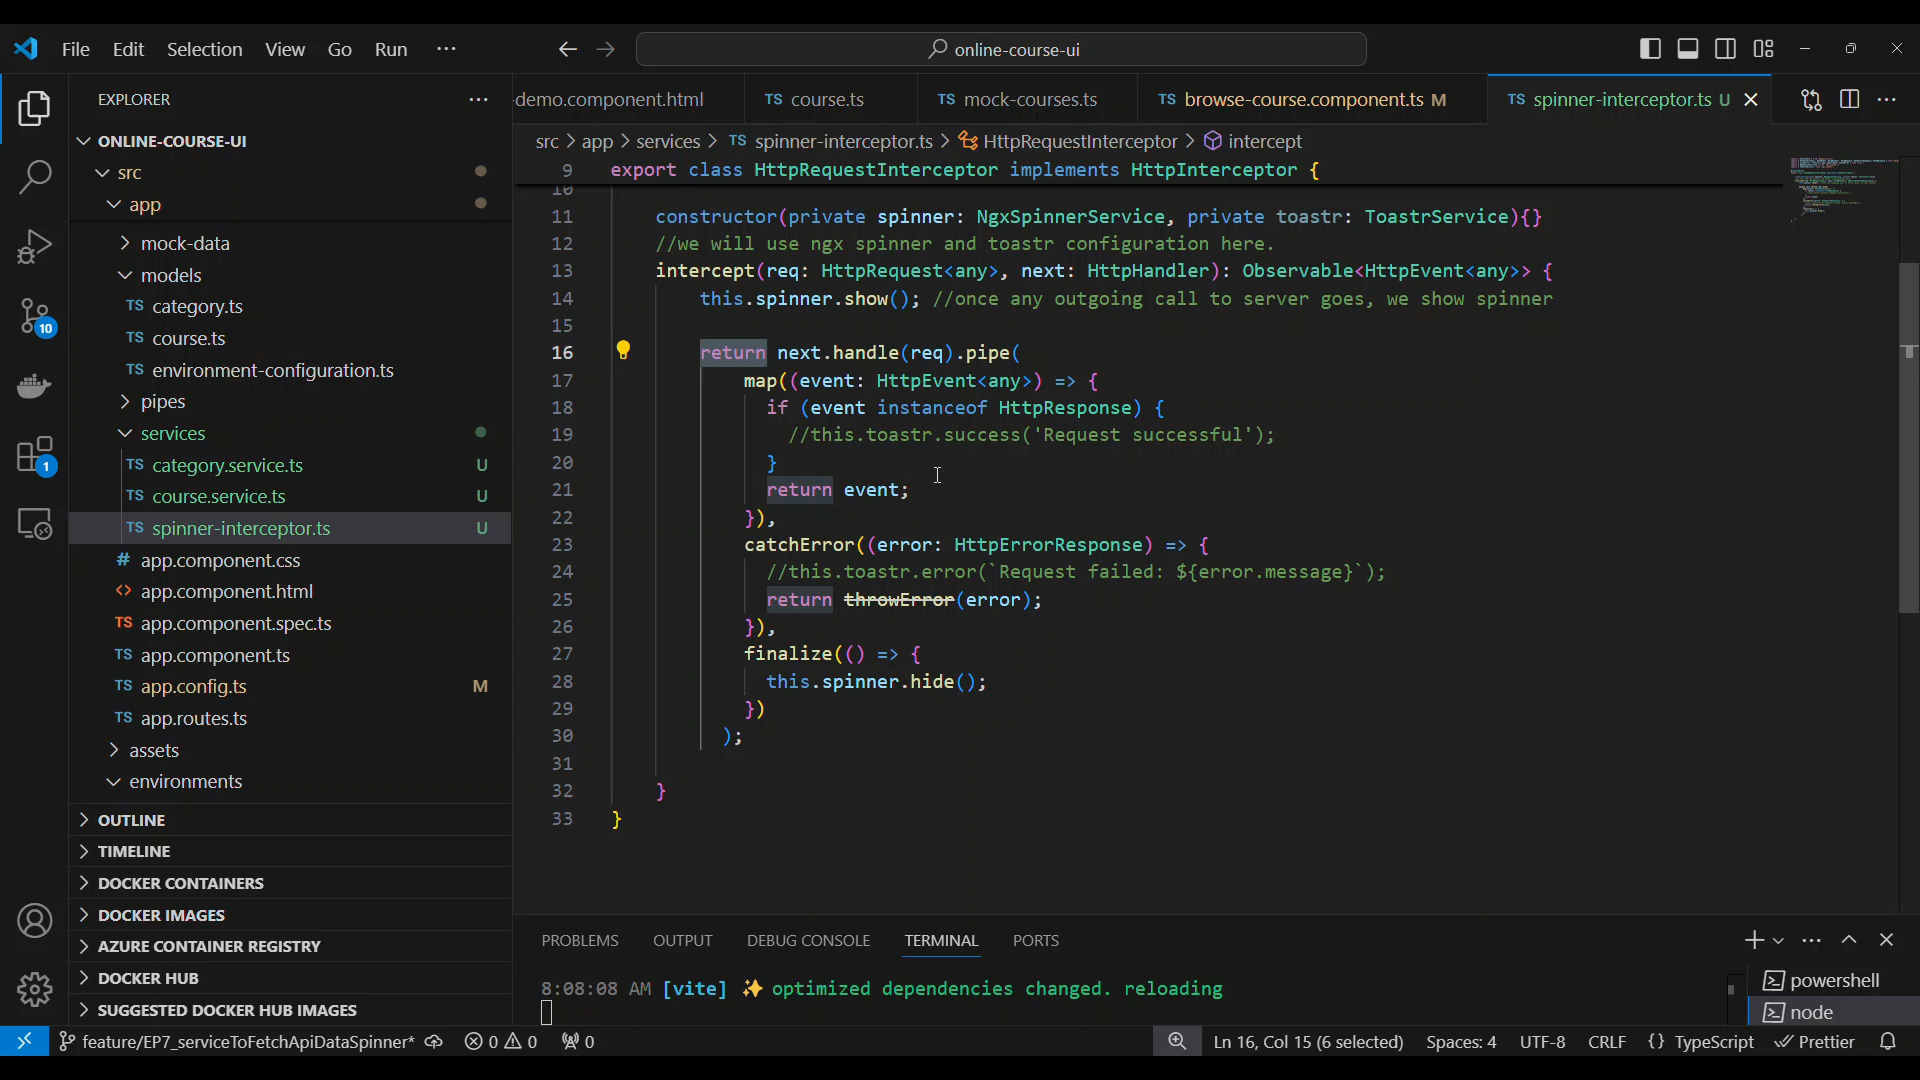 File Edit Selection View Go Run ···
online-course-ui
EXPLORER
ONLINE-COURSE-UI
src
app
mock-data
models
TS category.ts
TS course.ts
TS environment-configuration.ts
pipes
services
TS category.service.ts U
TS course.service.ts U
TS spinner-interceptor.ts U
# app.component.css
<> app.component.html
TS app.component.spec.ts
TS app.component.ts
TS app.config.ts M
TS app.routes.ts
assets
environments
OUTLINE
TIMELINE
DOCKER CONTAINERS
DOCKER IMAGES
AZURE CONTAINER REGISTRY
DOCKER HUB
SUGGESTED DOCKER HUB IMAGES
10
1
demo.component.html TS course.ts TS mock-courses.ts TS browse-course.component.ts M TS spinner-interceptor.ts U
src > app > services > TS spinner-interceptor.ts > HttpRequestInterceptor > intercept
9 export class HttpRequestInterceptor implements HttpInterceptor {
10
11 constructor(private spinner: NgxSpinnerService, private toastr: ToastrService){}
12 //we will use ngx spinner and toastr configuration here.
13 intercept(req: HttpRequest<any>, next: HttpHandler): Observable<HttpEvent<any>> {
14 this.spinner.show(); //once any outgoing call to server goes, we show spinner
15
16 return next.handle(req).pipe(
17 map((event: HttpEvent<any>) => {
18 if (event instanceof HttpResponse) {
19 //this.toastr.success('Request successful');
20 }
21 return event;
22 }),
23 catchError((error: HttpErrorResponse) => {
24 //this.toastr.error(`Request failed: ${error.message}`);
25 return throwError(error);
26 }),
27 finalize(() => {
28 this.spinner.hide();
29 })
30 );
31
32 }
33 }
PROBLEMS OUTPUT DEBUG CONSOLE TERMINAL PORTS
8:08:08 AM [vite] ✨ optimized dependencies changed. reloading
powershell
node
feature/EP7_serviceToFetchApiDataSpinner* 0 0 0 Ln 16, Col 15 (6 selected) Spaces: 4 UTF-8 CRLF {} TypeScript Prettier